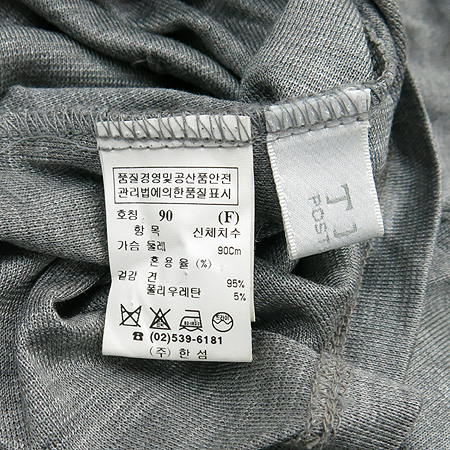 품질경영및공산품안전
관리법에의한품질표시
호칭 90 (F)
항목 신체치수
가슴 둘레 90Cm
혼용율(%)
겉감 견 95%
폴리우레탄 5%
☎ (02)539-6181
(주)한섬
POST